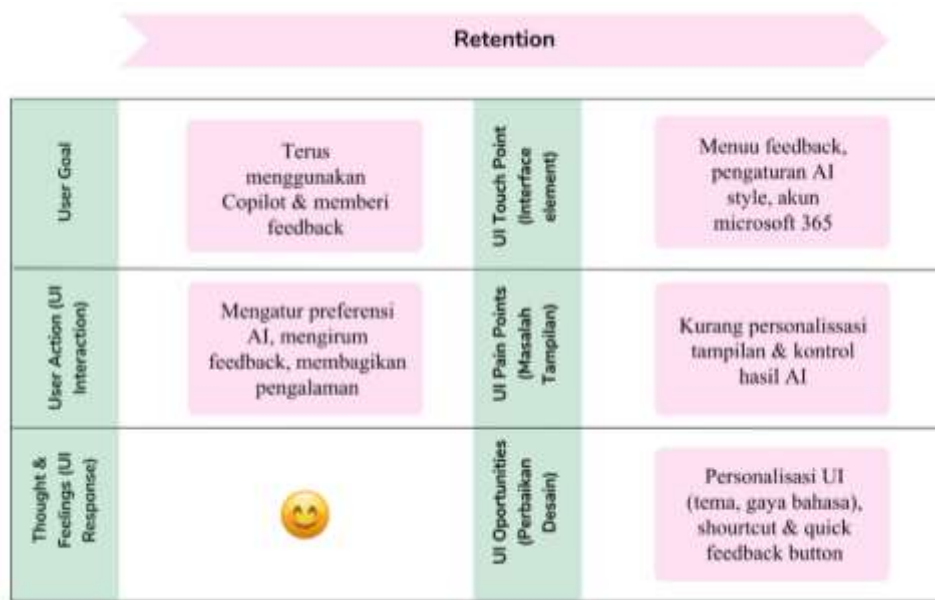 Retention
User Goal
Terus
menggunakan
Copilot & memberi
feedback
UI Touch Point
(Interface
element)
Menuu feedback,
pengaturan AI
style, akun
microsoft 365
User Action (UI
Interaction)
Mengatur preferensi
AI, mengirum
feedback, membagikan
pengalaman
UI Pain Points
(Masalah
Tampilan)
Kurang personalissasi
tampilan & kontrol
hasil AI
Thought &
Feelings (UI
Response)
UI Oportunities
(Perbaikan
Desain)
Personalisasi UI
(tema, gaya bahasa),
shourtcut & quick
feedback button